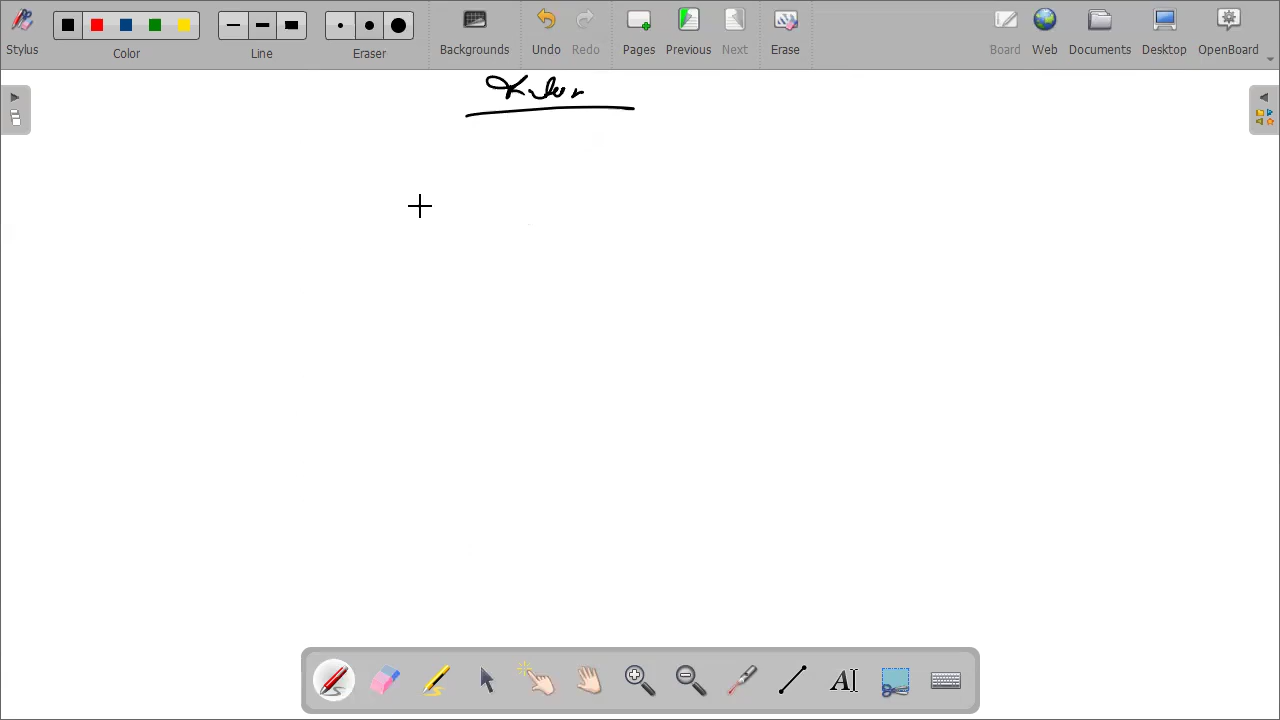 Stylus
Color
Line
Eraser
Backgrounds
Undo
Redo
Pages
Previous
Next
Erase
Board
Web
Documents
Desktop
OpenBoard